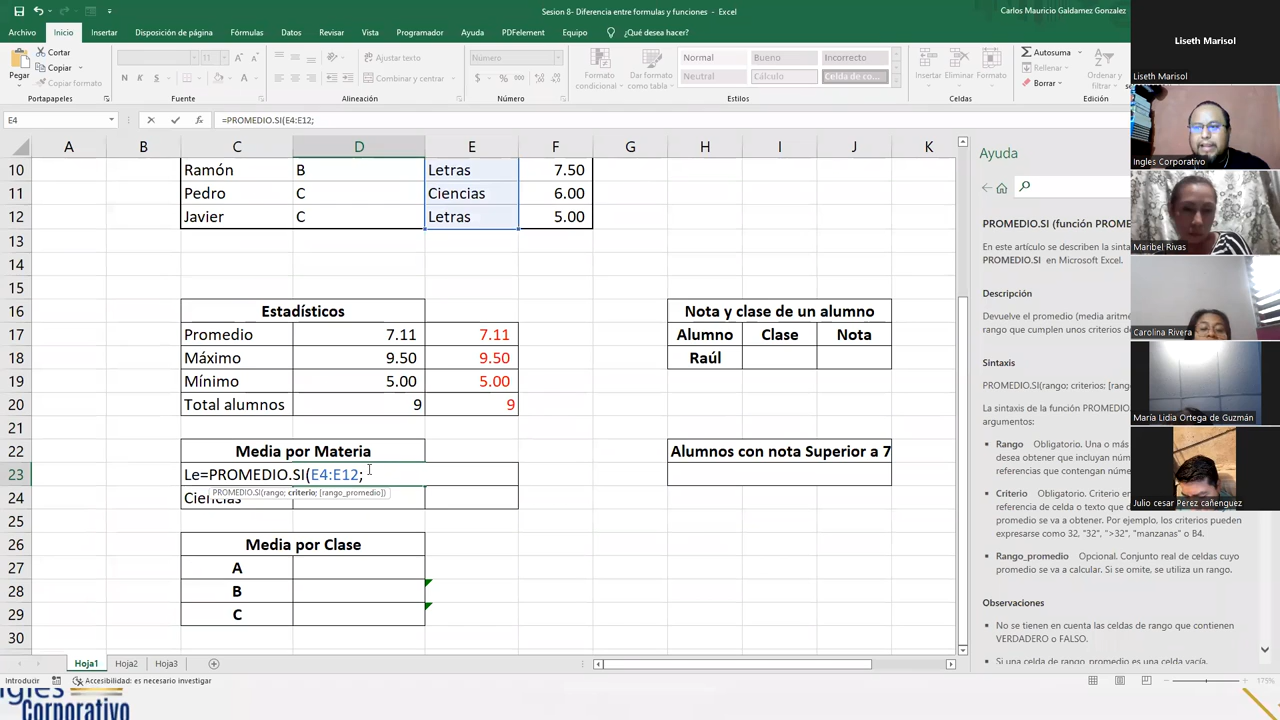 Sesion 8- Diferencia entre formulas y funciones - Excel
Carlos Mauricio Galdamez Gonzalez
Archivo Inicio Insertar Disposición de página Fórmulas Datos Revisar Vista Programador Ayuda PDFelement Equipo ¿Qué desea hacer?
Pegar
Cortar
Copiar
Copiar formato
Portapapeles
N K S
Fuente
Ajustar texto
Combinar y centrar
Alineación
$ % 000
Número
Formato condicional
Dar formato como tabla
Normal Bueno Incorrecto
Neutral Cálculo Celda de co...
Estilos
Insertar Eliminar Formato
Celdas
Autosuma
Rellenar
Borrar
Ordenar y filtrar
Edición
E4 fx =PROMEDIO.SI(E4:E12;
A B C D E F G H I J K
10 Ramón B Letras 7.50
11 Pedro C Ciencias 6.00
12 Javier C Letras 5.00
13
14
15
16 Estadísticos Nota y clase de un alumno
17 Promedio 7.11 7.11 Alumno Clase Nota
18 Máximo 9.50 9.50 Raúl
19 Mínimo 5.00 5.00
20 Total alumnos 9 9
21
22 Media por Materia Alumnos con nota Superior a 7
23 Le=PROMEDIO.SI(E4:E12;
PROMEDIO.SI(rango; criterio; [rango_promedio])
24 Ciencias
25
26 Media por Clase
27 A
28 B
29 C
30
Hoja1 Hoja2 Hoja3
Introducir Accesibilidad: es necesario investigar
175%
Ayuda
PROMEDIO.SI (función PROME
En este artículo se describen la sinta
PROMEDIO.SI en Microsoft Excel.
Descripción
Devuelve el promedio (media aritme
rango que cumplen unos criterios de
Sintaxis
PROMEDIO.SI(rango; criterios; [rang
La sintaxis de la función PROMEDIO.
argumentos:
Rango Obligatorio. Una o más
desea obtener que incluyan núme
referencias que contengan número
Criterio Obligatorio. Criterio en
referencia de celda o texto que d
promedio se va a obtener. Por ejemplo, los criterios pueden
expresarse como 32, "32", ">32", "manzanas" o B4.
Rango_promedio Opcional. Conjunto real de celdas cuyo
promedio se va a calcular. Si se omite, se utiliza un rango.
Observaciones
No se tienen en cuenta las celdas de rango que contienen
VERDADERO o FALSO.
Si una celda de rango_promedio es una celda vacía,
Liseth Marisol
Liseth Marisol
Ingles Corporativo
Maribel Rivas
Carolina Rivera
María Lidia Ortega de Guzmán
Julio cesar Perez cañenguez
Ingles
Corporativo